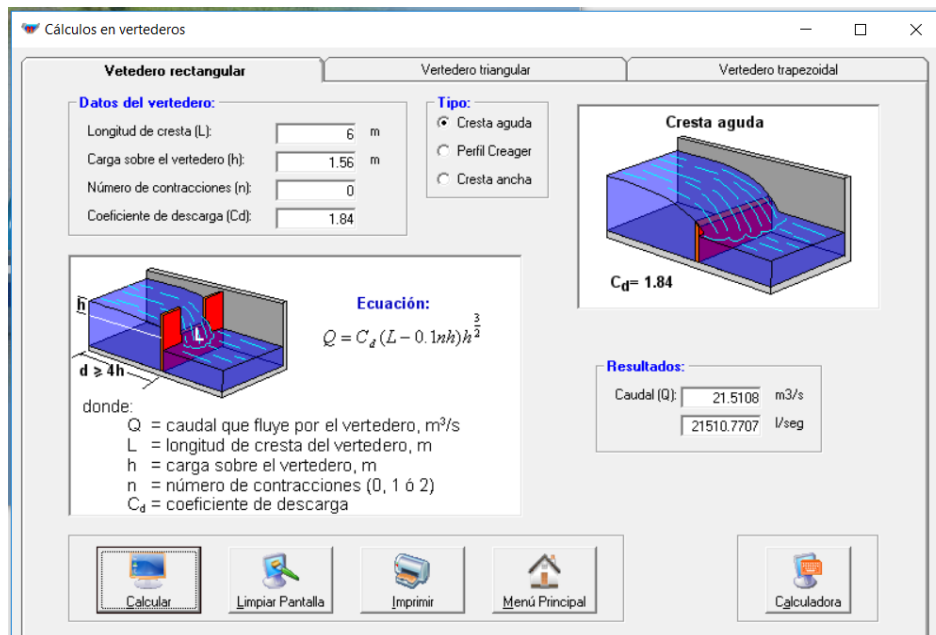 Cálculos en vertederos
Vetedero rectangular
Vertedero triangular
Vertedero trapezoidal
Datos del vertedero:
Longitud de cresta (L): 6 m
Carga sobre el vertedero (h): 1.56 m
Número de contracciones (n): 0
Coeficiente de descarga (Cd): 1.84
Tipo:
Cresta aguda
Perfil Creager
Cresta ancha
Cresta aguda
Cd= 1.84
h
L
d ≥ 4h
Ecuación:
Q = Cd (L − 0.1nh)h^(3/2)
donde:
Q = caudal que fluye por el vertedero, m³/s
L = longitud de cresta del vertedero, m
h = carga sobre el vertedero, m
n = número de contracciones (0, 1 ó 2)
Cd = coeficiente de descarga
Resultados:
Caudal (Q): 21.5108 m3/s
21510.7707 l/seg
Calcular
Limpiar Pantalla
Imprimir
Menú Principal
Calculadora